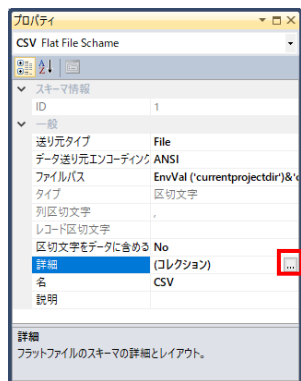 プロパティ
CSV Flat File Schame
スキーマ情報
ID 1
一般
送り元タイプ File
データ送り元エンコーディング ANSI
ファイルパス EnvVal ('currentprojectdir')&'
タイプ 区切文字
列区切文字 ,
レコード区切文字
区切文字をデータに含める No
詳細 (コレクション) ...
名 CSV
説明
詳細
フラットファイルのスキーマの詳細とレイアウト。